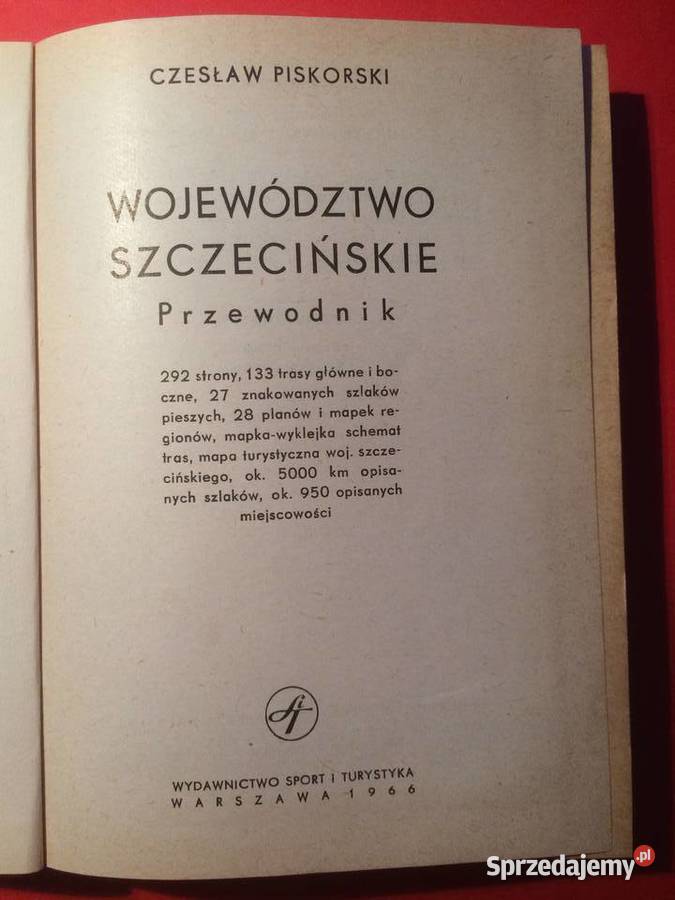 CZESŁAW PISKORSKI
WOJEWÓDZTWO
SZCZECIŃSKIE
Przewodnik
292 strony, 133 trasy główne i bo-
czne, 27 znakowanych szlaków
pieszych, 28 planów i mapek re-
gionów, mapka-wyklejka schemat
tras, mapa turystyczna woj. szcze-
cińskiego, ok. 5000 km opisa-
nych szlaków, ok. 950 opisanych
miejscowości
WYDAWNICTWO SPORT I TURYSTYKA
WARSZAWA 1966
Sprzedajemy.pl